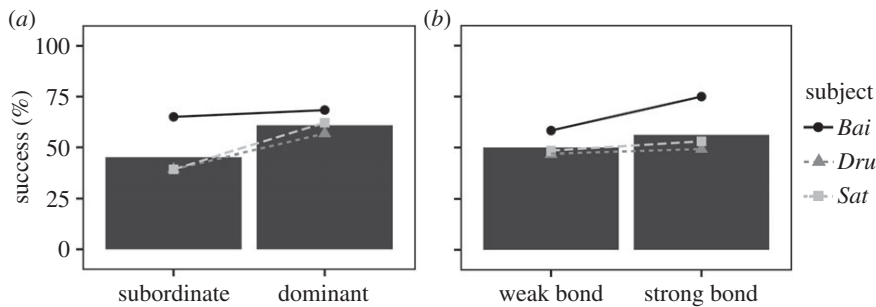 (a)
(b)
100
75
50
25
0
success (%)
subordinate
dominant
weak bond
strong bond
subject
Bai
Dru
Sat